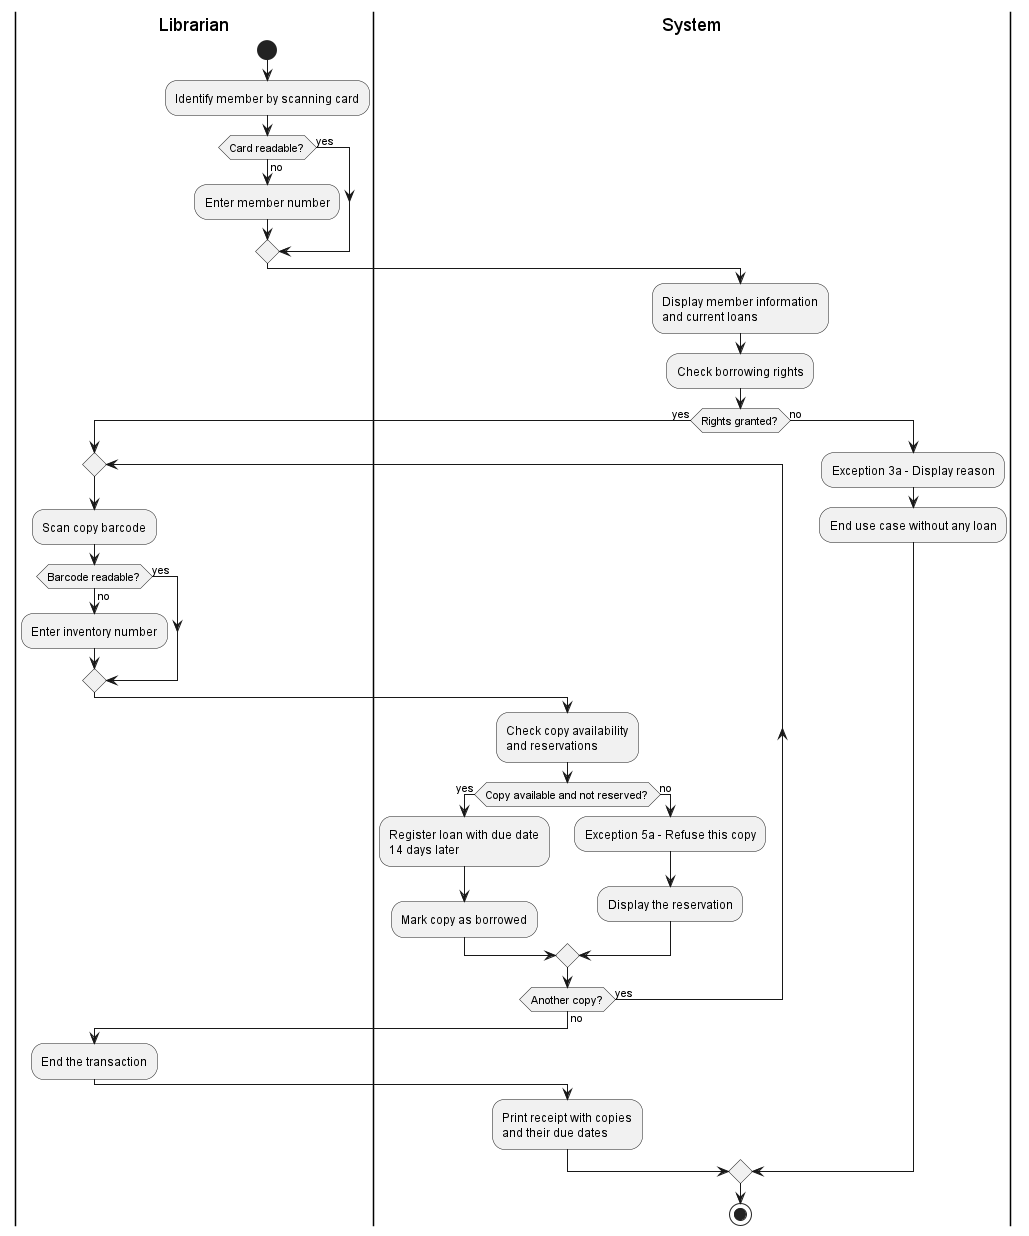 Librarian
System
Identify member by scanning card
Card readable?
yes
no
Enter member number
Display member information
and current loans
Check borrowing rights
yes
Rights granted?
no
Exception 3a - Display reason
Scan copy barcode
End use case without any loan
Barcode readable?
yes
no
Enter inventory number
Check copy availability
and reservations
yes
Copy available and not reserved?
no
Register loan with due date
14 days later
Exception 5a - Refuse this copy
Mark copy as borrowed
Display the reservation
Another copy?
yes
no
End the transaction
Print receipt with copies
and their due dates